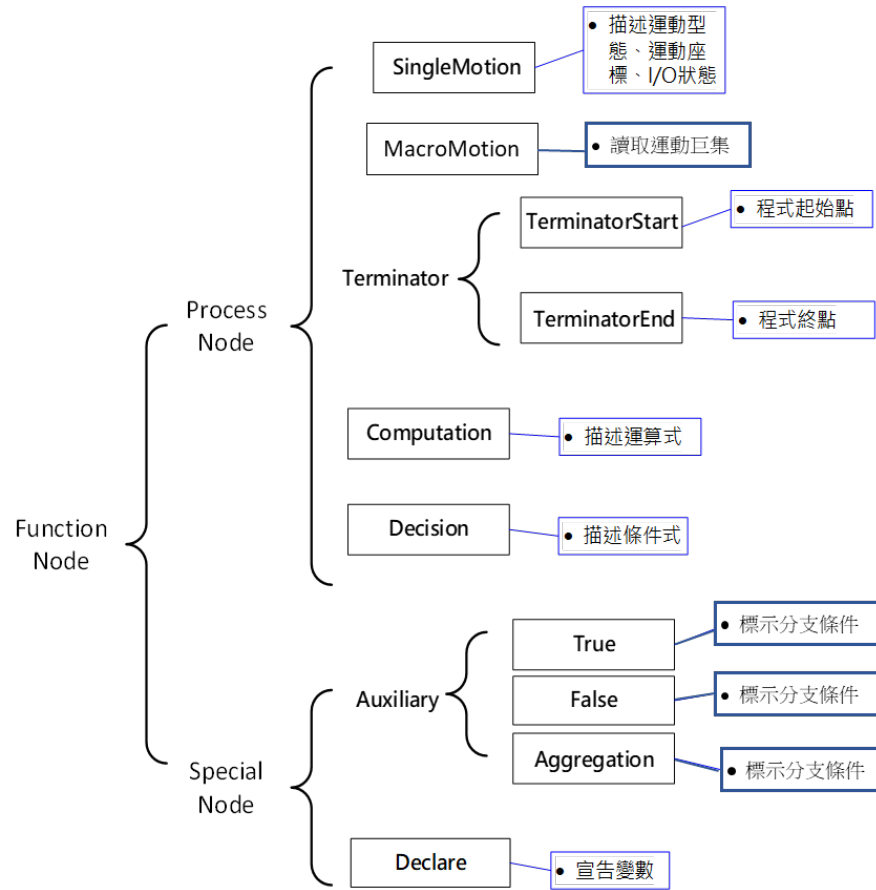 Function
Node
Process
Node
SingleMotion
• 描述運動型
態、運動座
標、I/O狀態
MacroMotion
• 讀取運動巨集
Terminator
TerminatorStart
• 程式起始點
TerminatorEnd
• 程式終點
Computation
• 描述運算式
Decision
• 描述條件式
Special
Node
Auxiliary
True
• 標示分支條件
False
• 標示分支條件
Aggregation
• 標示分支條件
Declare
• 宣告變數